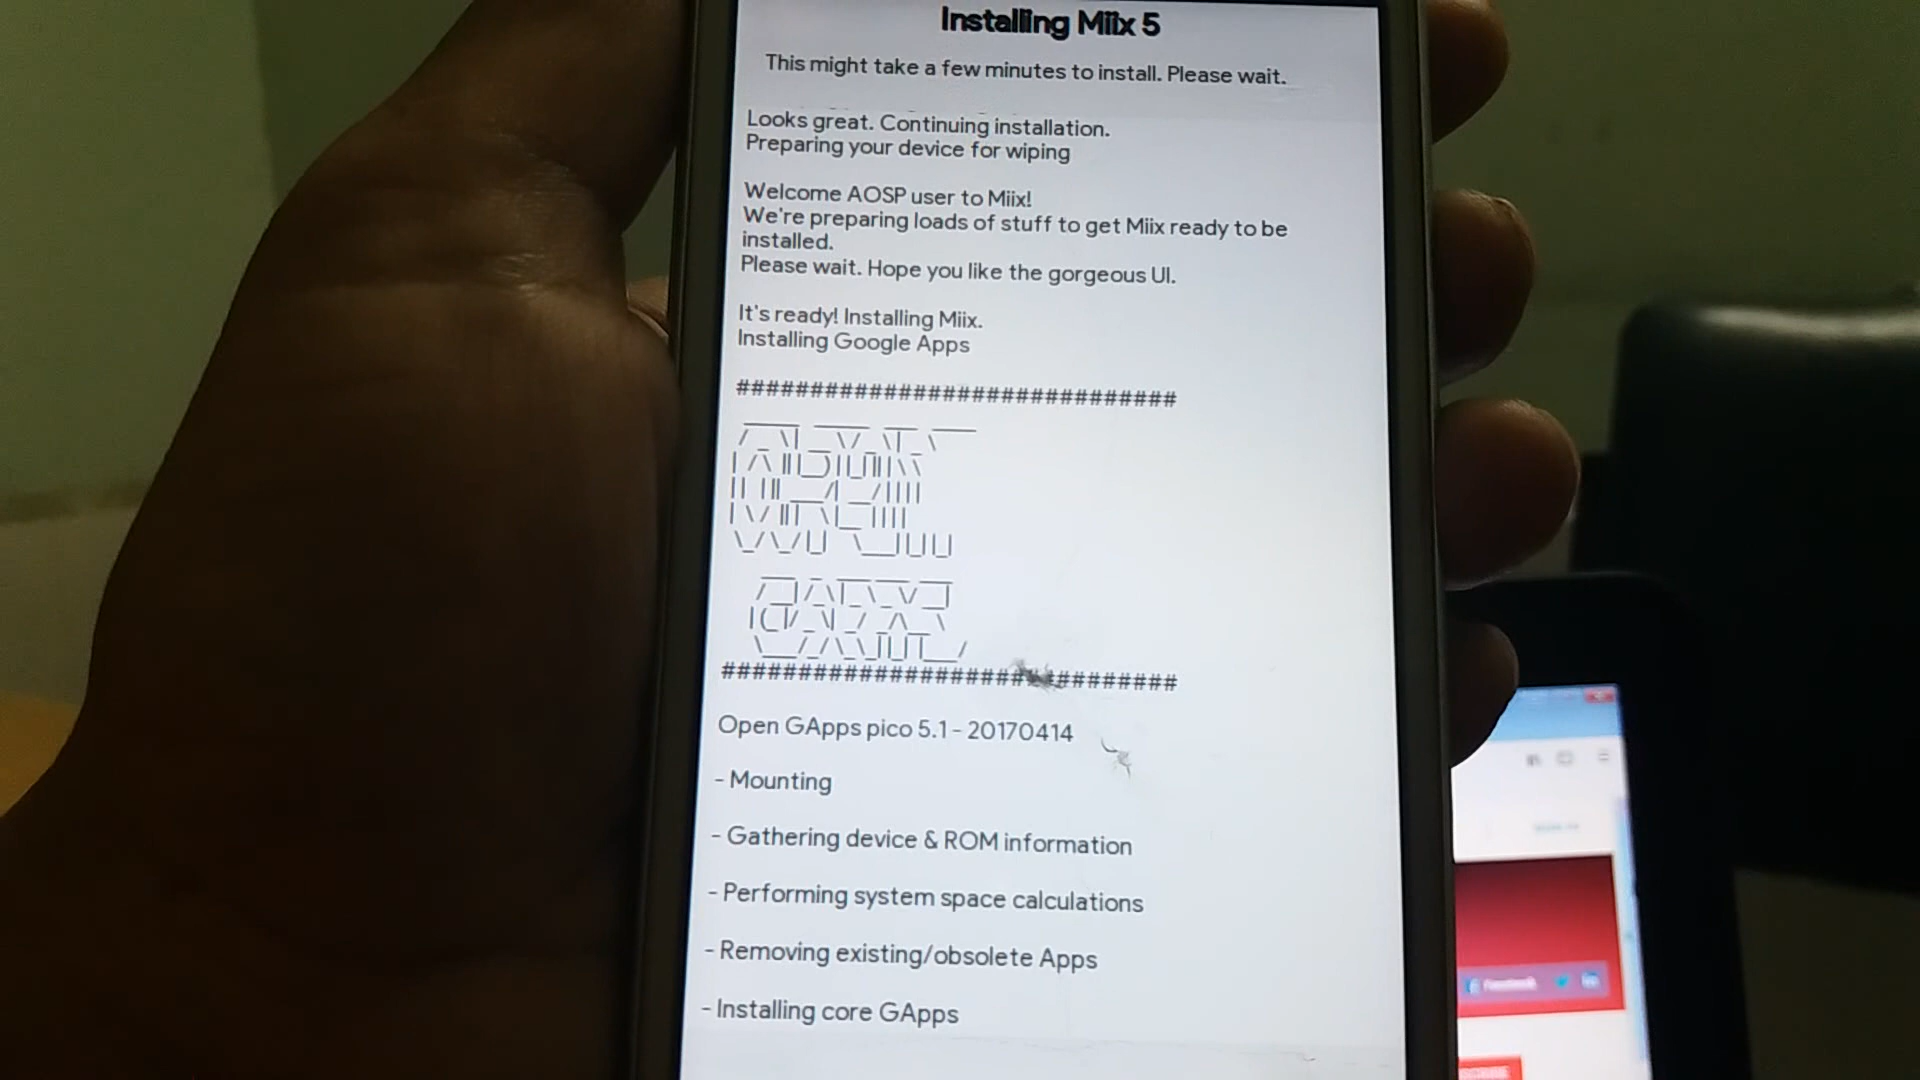 Installing Miix 5
This might take a few minutes to install. Please wait.
Looks great. Continuing installation.
Preparing your device for wiping
Welcome AOSP user to Miix!
We're preparing loads of stuff to get Miix ready to be
installed.
Please wait. Hope you like the gorgeous UI.
It's ready! Installing Miix.
Installing Google Apps
##############################
##############################
Open GApps pico 5.1 - 20170414
- Mounting
- Gathering device & ROM information
- Performing system space calculations
- Removing existing/obsolete Apps
- Installing core GApps